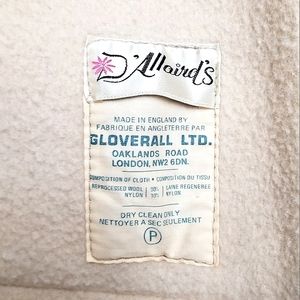 D'Allaird's
MADE IN ENGLAND BY
FABRIQUE EN ANGLETERRE PAR
GLOVERALL LTD.
OAKLANDS ROAD
LONDON, NW2 6DN.
COMPOSITION OF CLOTH • COMPOSITION DU TISSU
REPROCESSED WOOL LAINE REGENEREE
NYLON NYLON
DRY CLEAN ONLY
NETTOYER A SEC SEULEMENT
P